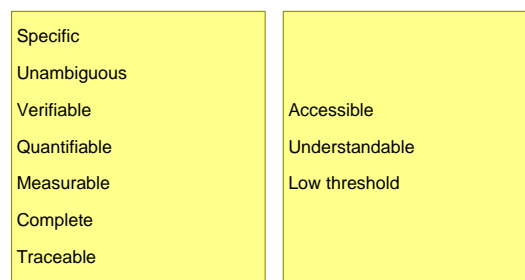 Specific
Unambiguous
Verifiable
Quantifiable
Measurable
Complete
Traceable
Accessible
Understandable
Low threshold